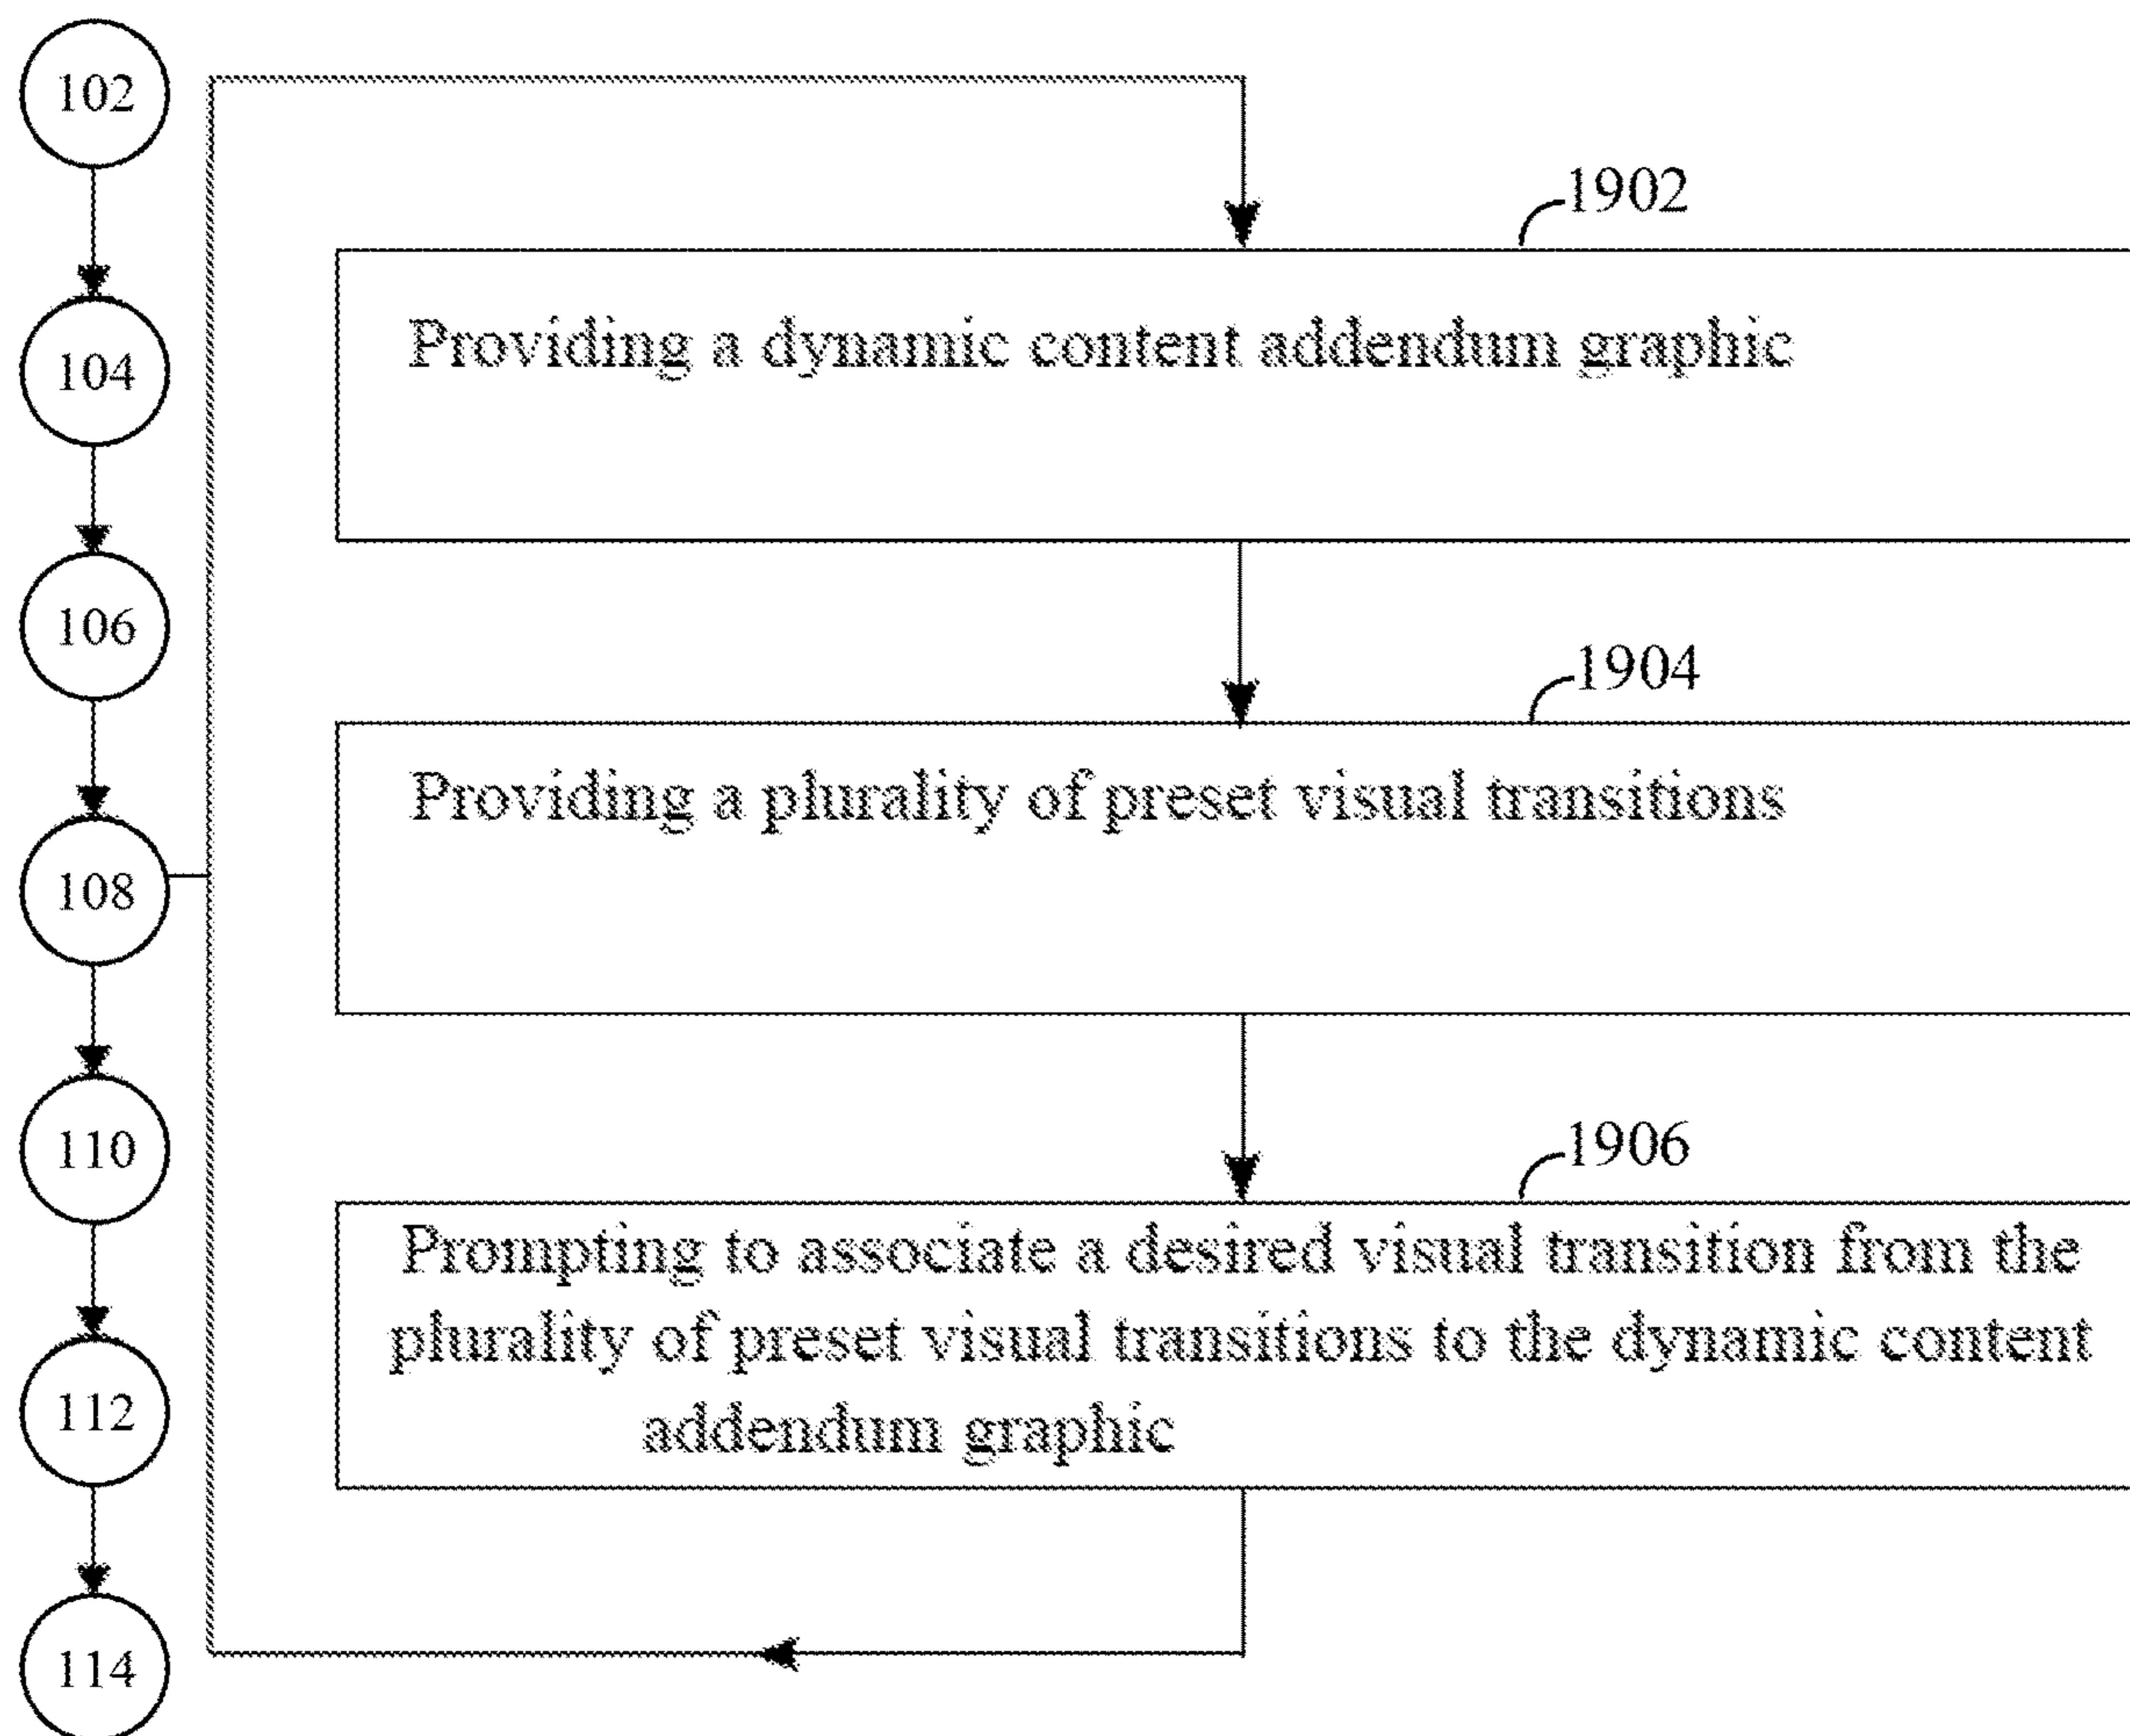 102
104
106
108
110
112
114
1902
Providing a dynamic content addendum graphic
1904
Providing a plurality of preset visual transitions
1906
Prompting to associate a desired visual transition from the
plurality of preset visual transitions to the dynamic content
addendum graphic